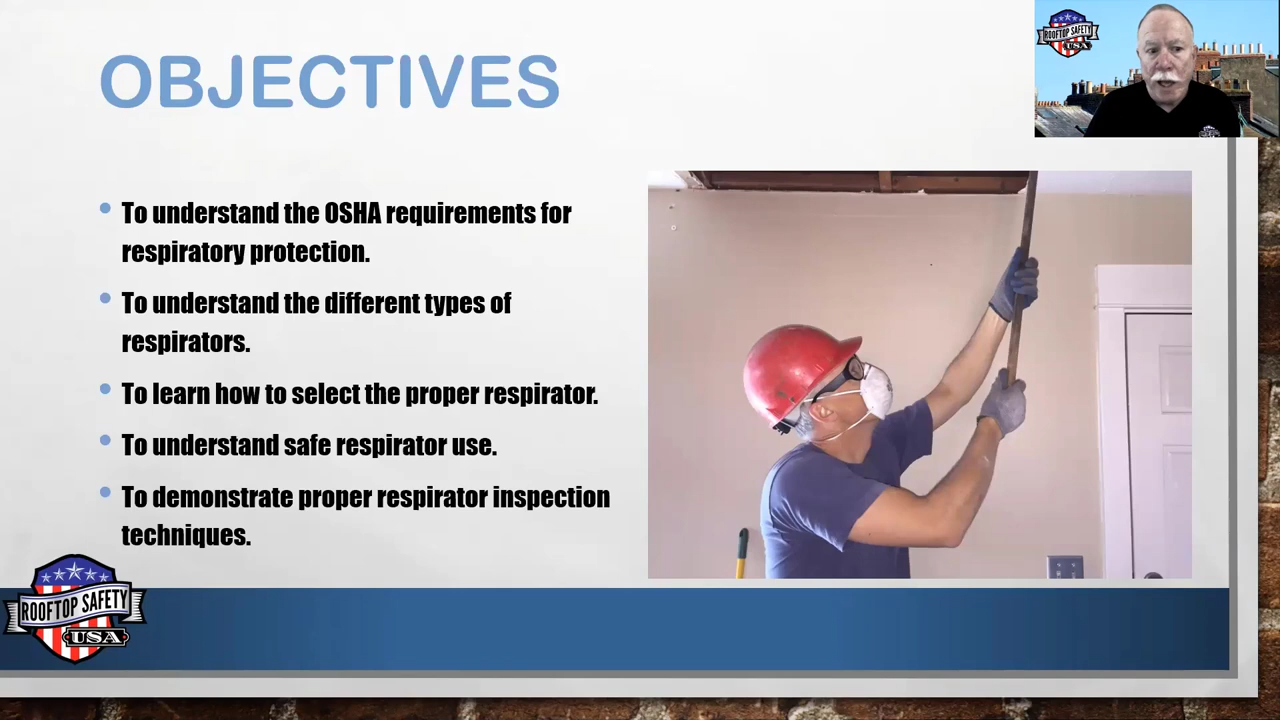 OBJECTIVES
ROOFTOP SAFETY
USA
To understand the OSHA requirements for
respiratory protection.
To understand the different types of
respirators.
To learn how to select the proper respirator.
To understand safe respirator use.
To demonstrate proper respirator inspection
techniques.
ROOFTOP SAFETY
USA